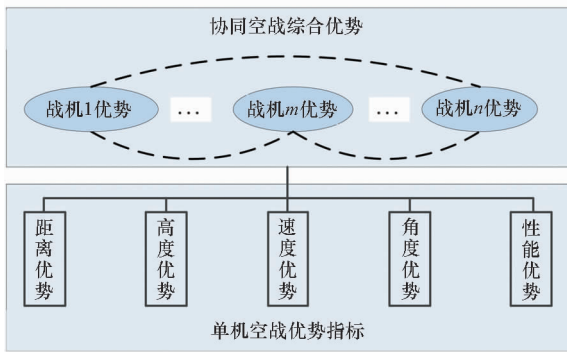 协同空战综合优势
战机1优势 … 战机m优势 … 战机n优势
距离优势
高度优势
速度优势
角度优势
性能优势
单机空战优势指标